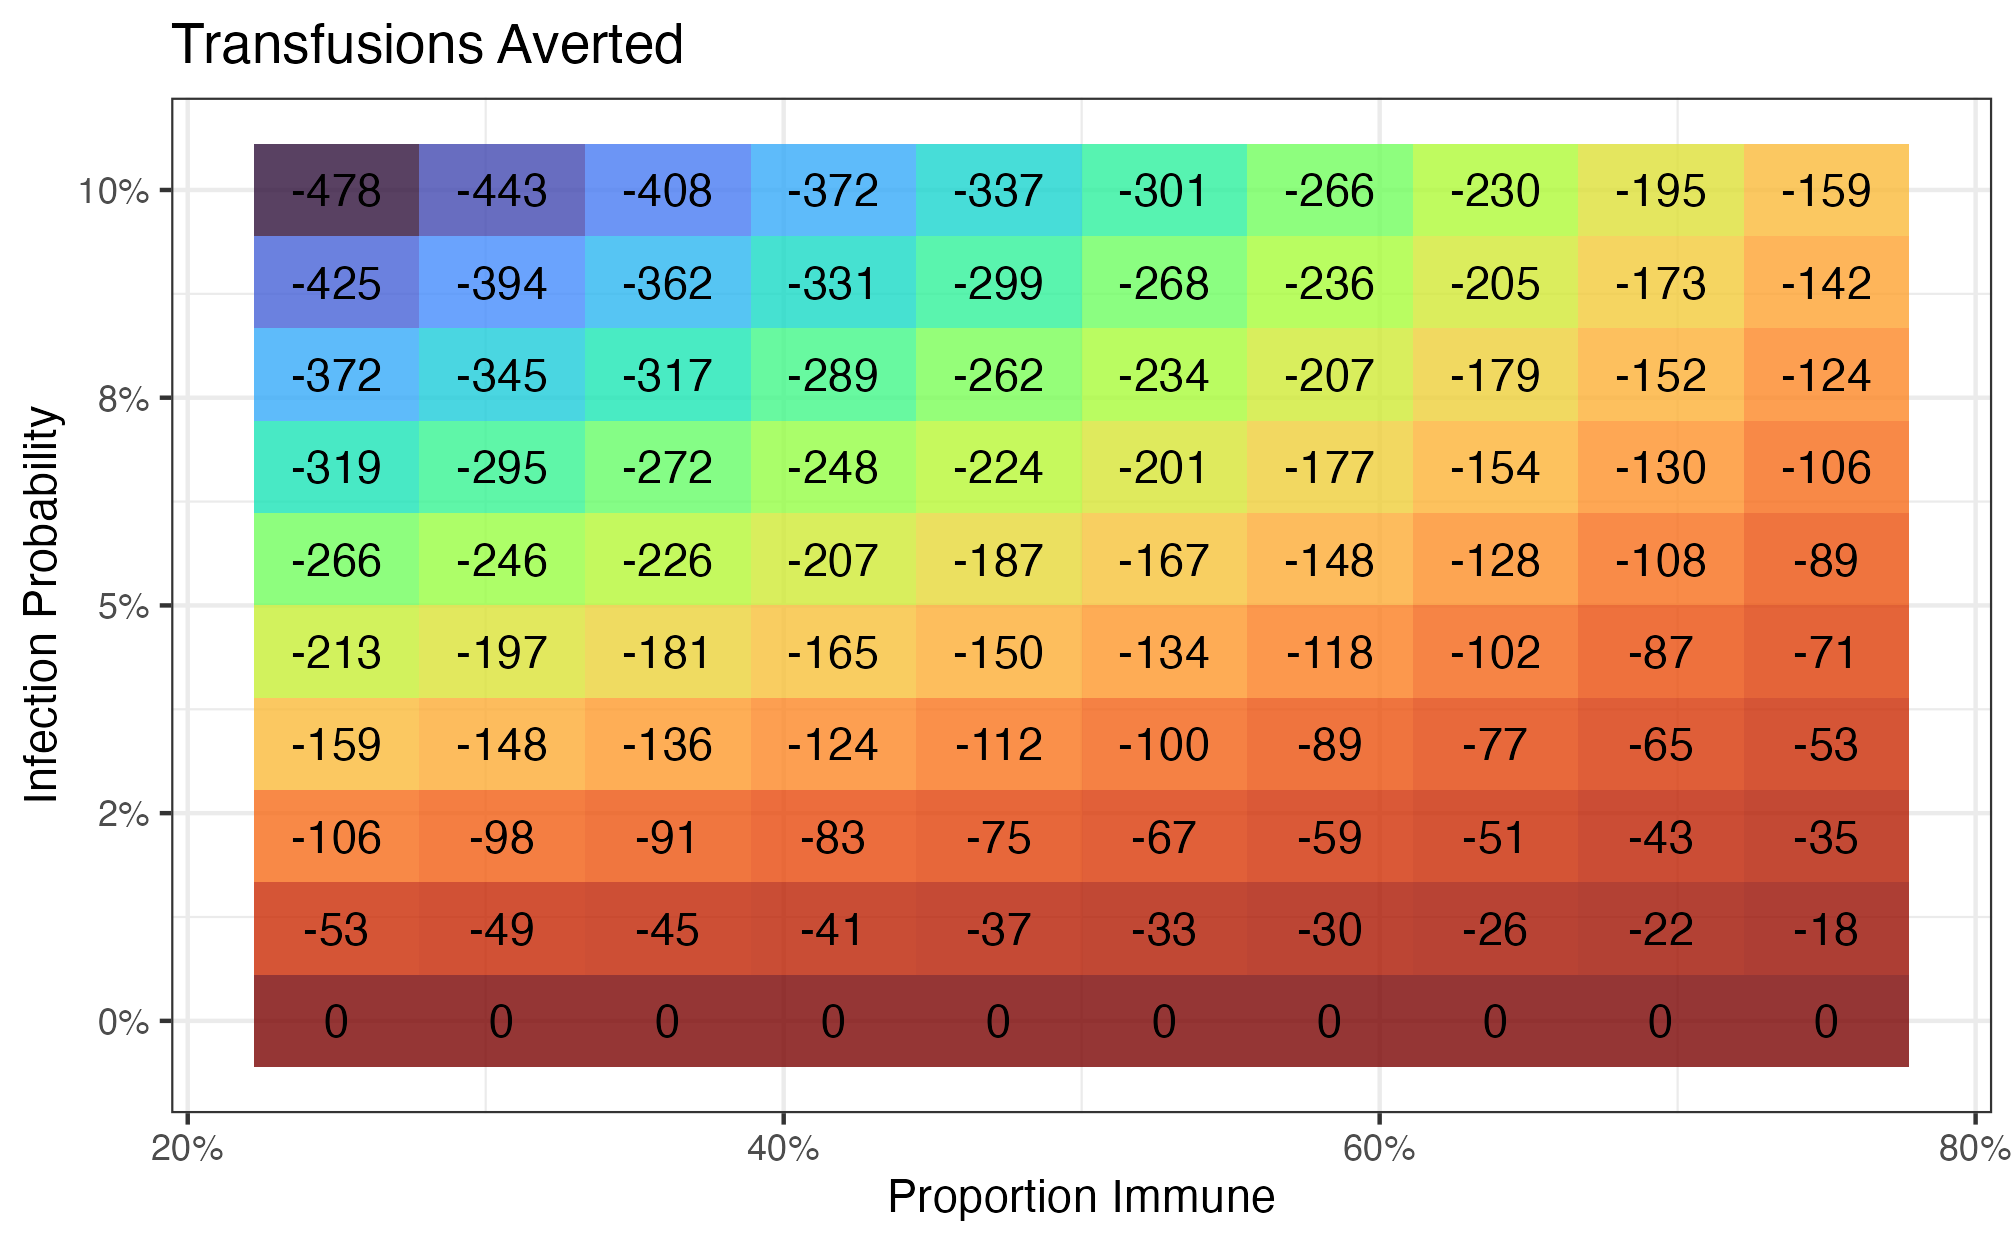 Transfusions Averted
10% -478 -443 -408 -372 -337 -301 -266 -230 -195 -159
-425 -394 -362 -331 -299 -268 -236 -205 -173 -142
8% -372 -345 -317 -289 -262 -234 -207 -179 -152 -124
-319 -295 -272 -248 -224 -201 -177 -154 -130 -106
-266 -246 -226 -207 -187 -167 -148 -128 -108 -89
5%
-213 -197 -181 -165 -150 -134 -118 -102 -87 -71
-159 -148 -136 -124 -112 -100 -89 -77 -65 -53
2% -106 -98 -91 -83 -75 -67 -59 -51 -43 -35
-53 -49 -45 -41 -37 -33 -30 -26 -22 -18
0% 0 0 0 0 0 0 0 0 0 0
Infection Probability
20% 40% 60% 80%
Proportion Immune